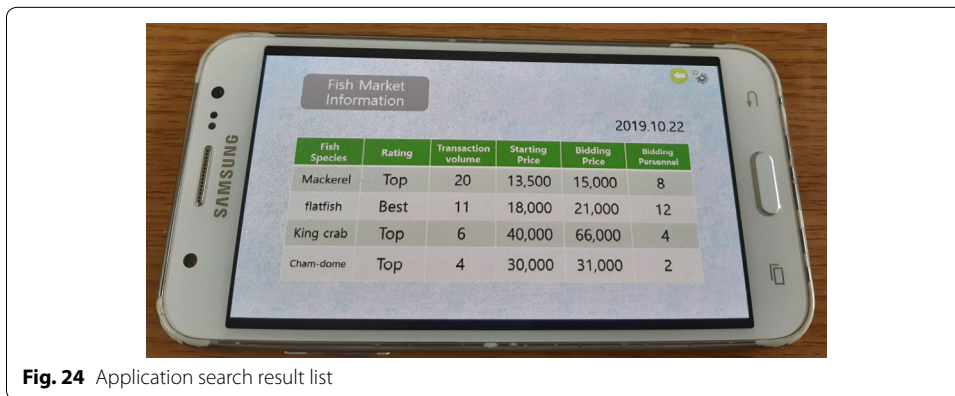 SAMSUNG
Fish Market
Information
2019.10.22
Fish Species Rating Transaction volume Starting Price Bidding Price Bidding Personnel
Mackerel Top 20 13,500 15,000 8
flatfish Best 11 18,000 21,000 12
King crab Top 6 40,000 66,000 4
Cham-dome Top 4 30,000 31,000 2
Fig. 24 Application search result list